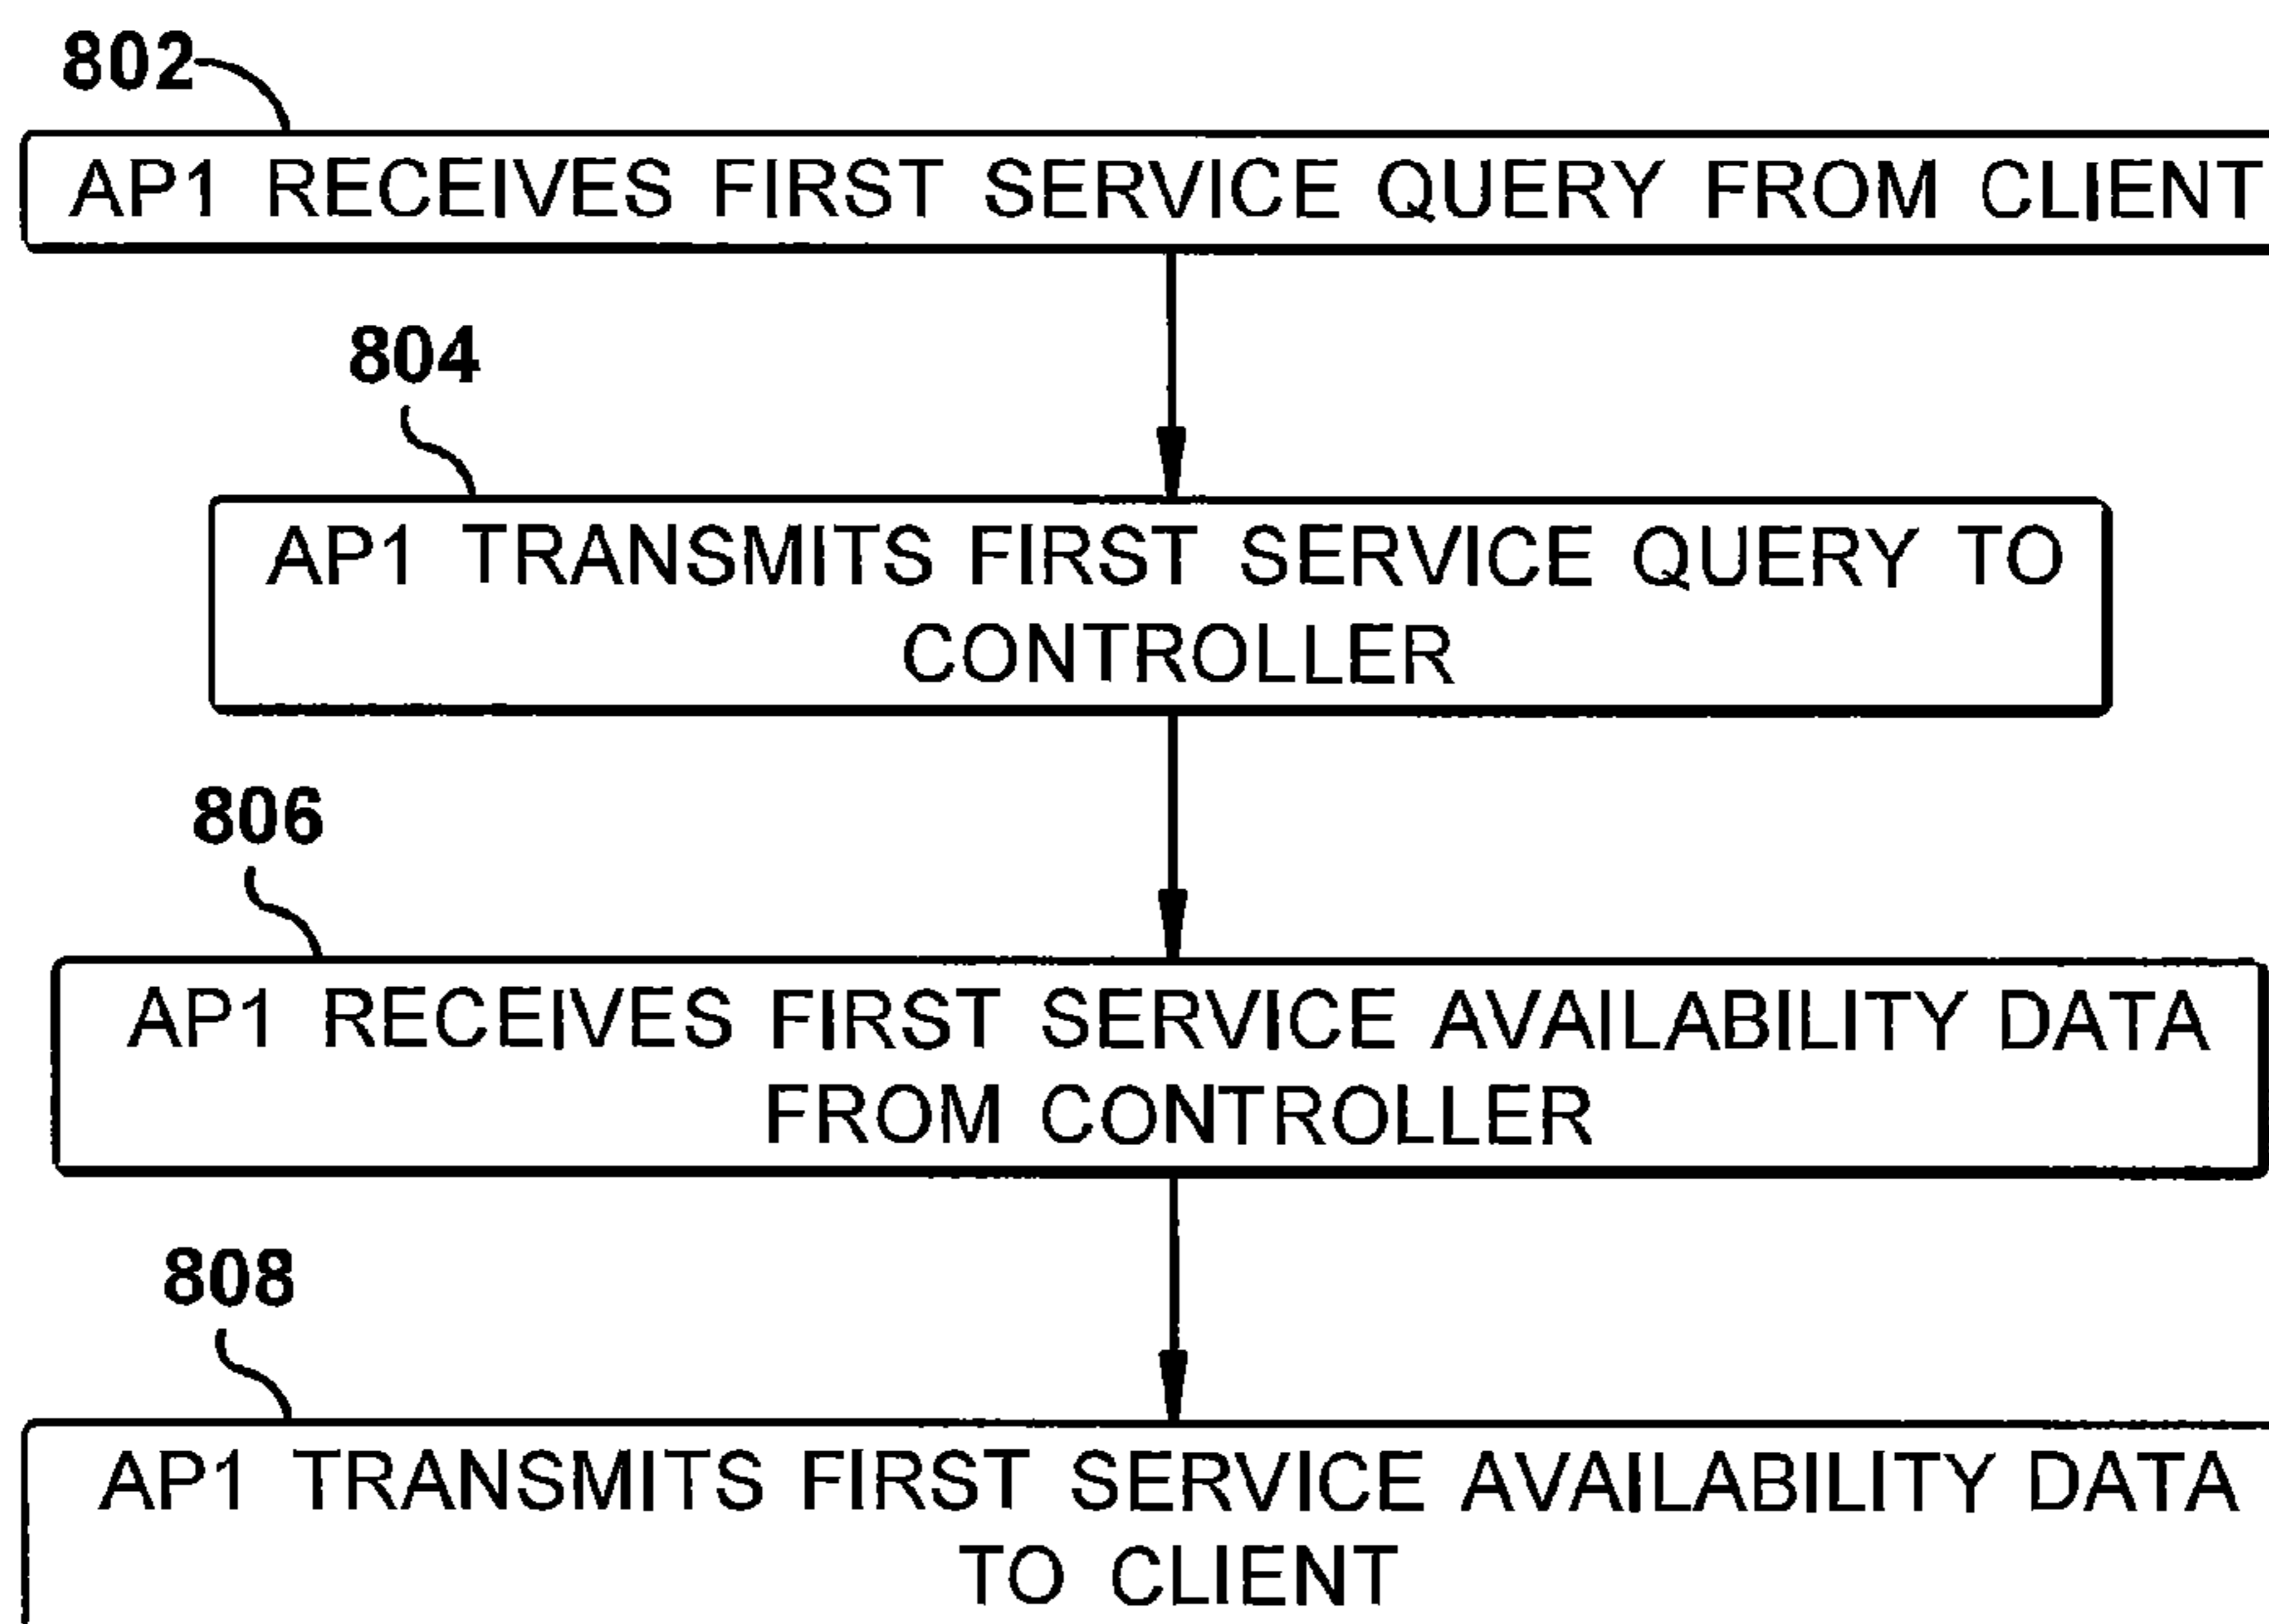 802
AP1 RECEIVES FIRST SERVICE QUERY FROM CLIENT
804
AP1 TRANSMITS FIRST SERVICE QUERY TO
CONTROLLER
806
AP1 RECEIVES FIRST SERVICE AVAILABILITY DATA
FROM CONTROLLER
808
AP1 TRANSMITS FIRST SERVICE AVAILABILITY DATA
TO CLIENT